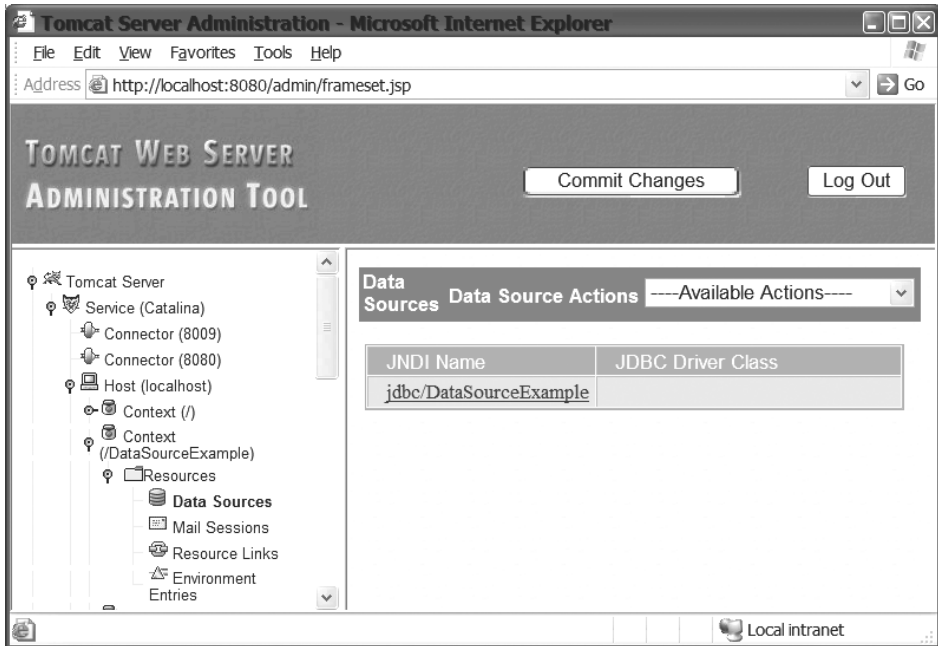 Tomcat Server Administration - Microsoft Internet Explorer
File Edit View Favorites Tools Help
Address http://localhost:8080/admin/frameset.jsp Go
TOMCAT WEB SERVER
ADMINISTRATION TOOL
Commit Changes Log Out
Tomcat Server
Service (Catalina)
Connector (8009)
Connector (8080)
Host (localhost)
Context (/)
Context
(/DataSourceExample)
Resources
Data Sources
Mail Sessions
Resource Links
Environment
Entries
Data
Sources
Data Source Actions ----Available Actions----
JNDI Name JDBC Driver Class
jdbc/DataSourceExample
Local intranet